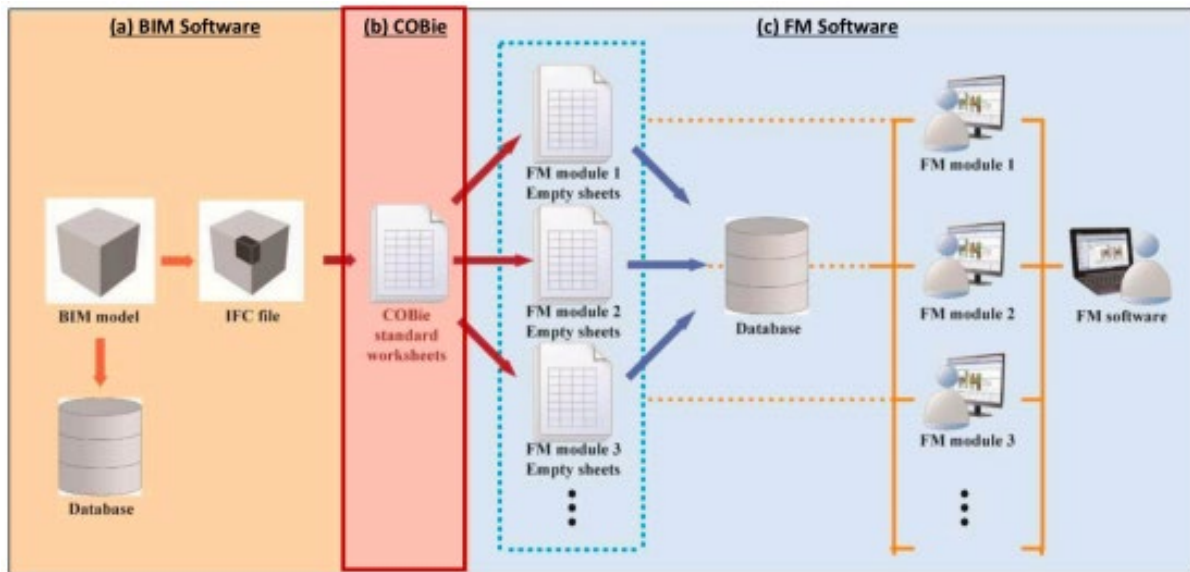 (a) BIM Software
(b) COBie
(c) FM Software
BIM model
IFC file
Database
COBie
standard
worksheets
FM module 1
Empty sheets
FM module 2
Empty sheets
FM module 3
Empty sheets
Database
FM module 1
FM module 2
FM module 3
FM software